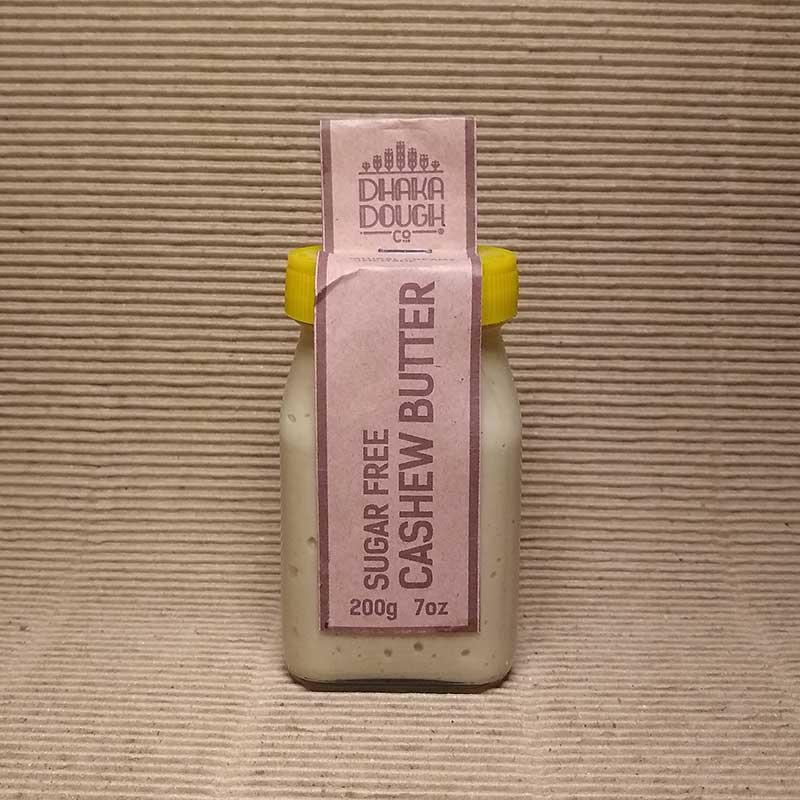 DHAKA
DOUGH
Co ®
SUGAR FREE
CASHEW BUTTER
200g 7oz